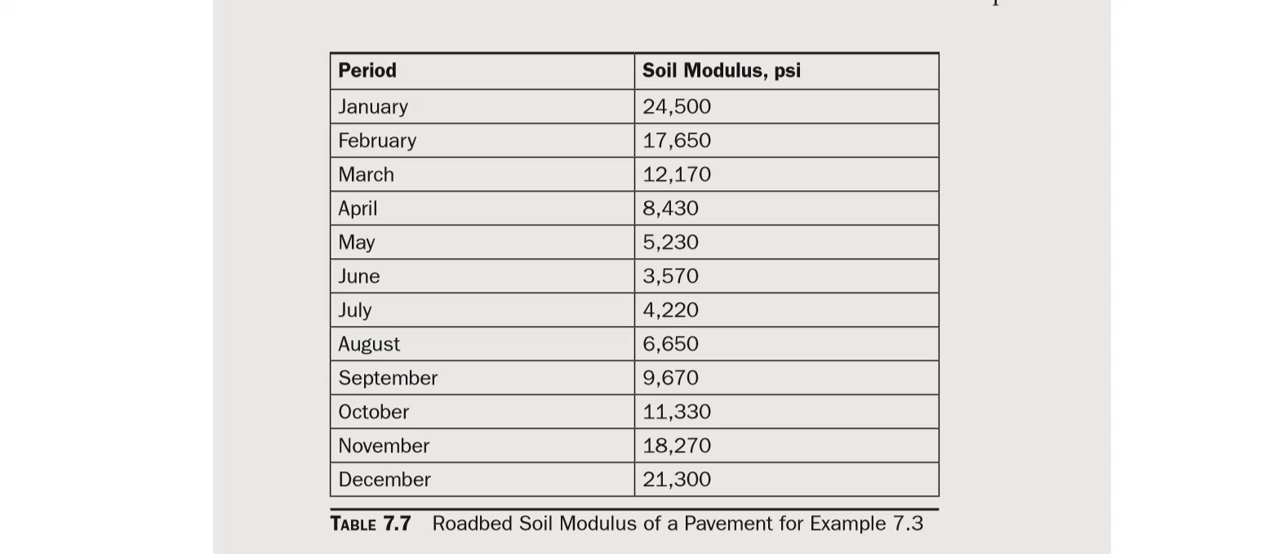 Period Soil Modulus, psi
January 24,500
February 17,650
March 12,170
April 8,430
May 5,230
June 3,570
July 4,220
August 6,650
September 9,670
October 11,330
November 18,270
December 21,300
TABLE 7.7 Roadbed Soil Modulus of a Pavement for Example 7.3